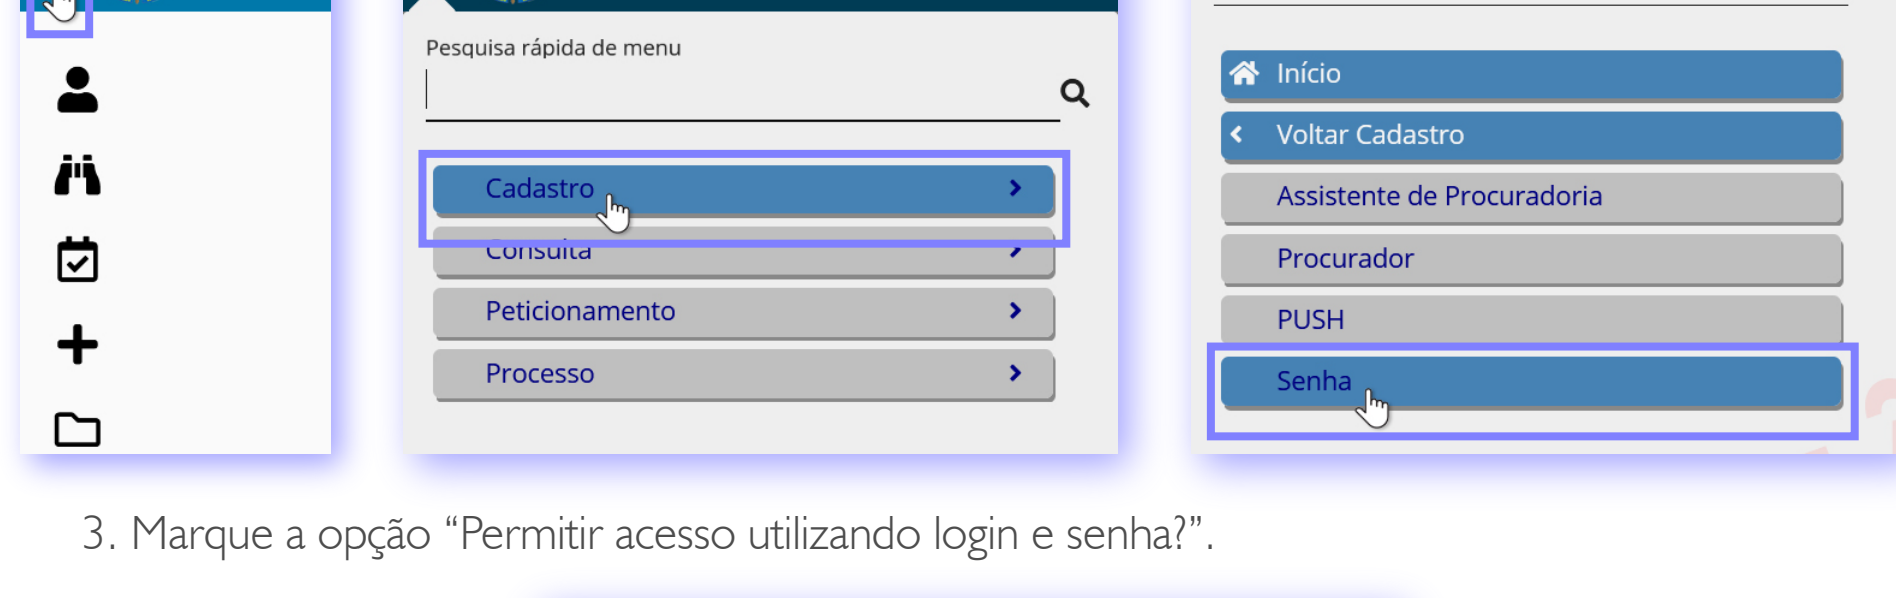 Pesquisa rápida de menu
Cadastro
Consulta
Peticionamento
Processo
Início
Voltar Cadastro
Assistente de Procuradoria
Procurador
PUSH
Senha
3. Marque a opção “Permitir acesso utilizando login e senha?”.